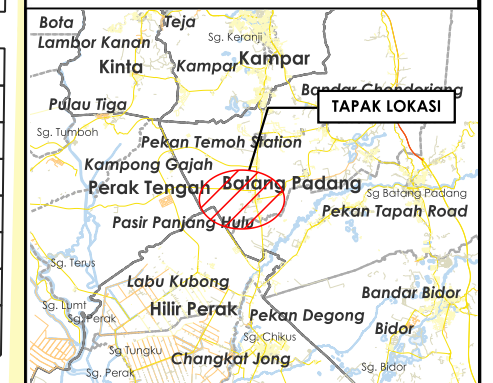 Bota
Teja
Lambor Kanan
Sg. Keranji
Kinta
Kampar
Kampar
Bandar Chenderiang
TAPAK LOKASI
Pulau Tiga
Sg. Tumboh
Pekan Temoh Station
Kampong Gajah
Perak Tengah
Batang Padang
Sg Batang Padang
Pekan Tapah Road
Pasir Panjang Hulu
Sg. Terus
Labu Kubong
Bandar Bidor
Sg. Lumt
Hilir Perak
Sg. Perak
Pekan Degong
Bidor
Sg. Chikus
Sg Tungku
Changkat Jong
Sg. Perak
Sg. Bidor